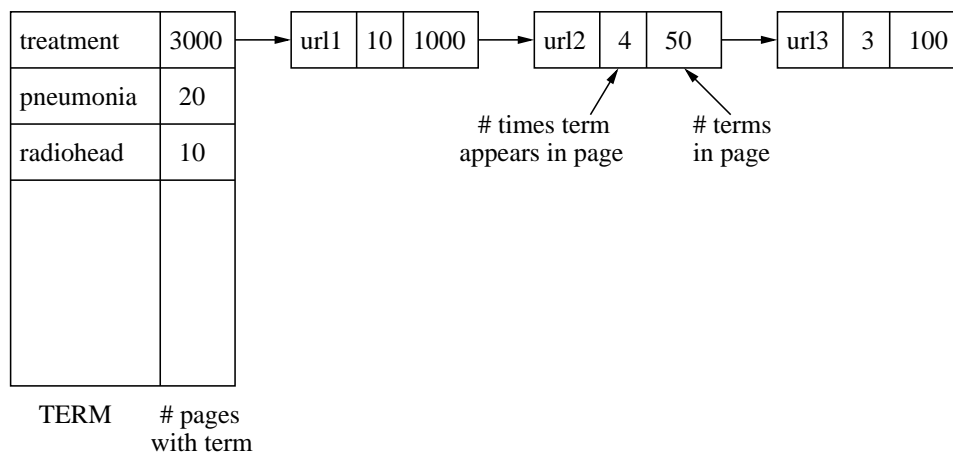 treatment 3000 url1 10 1000 url2 4 50 url3 3 100
pneumonia 20
radiohead 10
# times term
appears in page
# terms
in page
TERM
# pages
with term